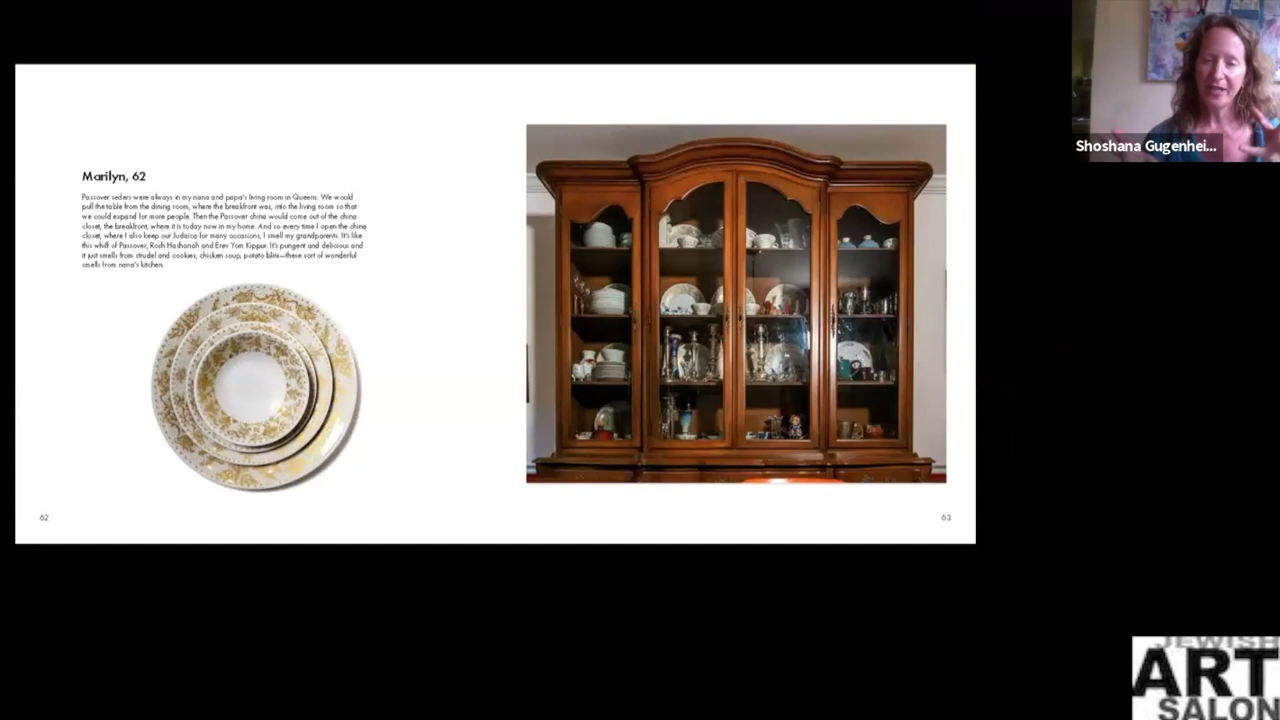 Shoshana Gugenhei...
Marilyn, 62
Passover seders were always in my nana and papa's living room in Queens. We would
pull the table from the dining room, where the breakfront was, into the living room so that
we could expand for more people. Then the Passover china would come out of the china
closet, the breakfront, where it is today now in my home. And so every time I open the china
closet, where I also keep our Judaica for many occasions, I smell my grandparents. It's like
this whiff of Passover, Rosh Hashanah and Erev Yom Kippur. It's pungent and delicious and
it just smells from strudel and cookies, chicken soup, potato blini—these sort of wonderful
smells from nana's kitchen.
62
63
JEWISH
ART
SALON